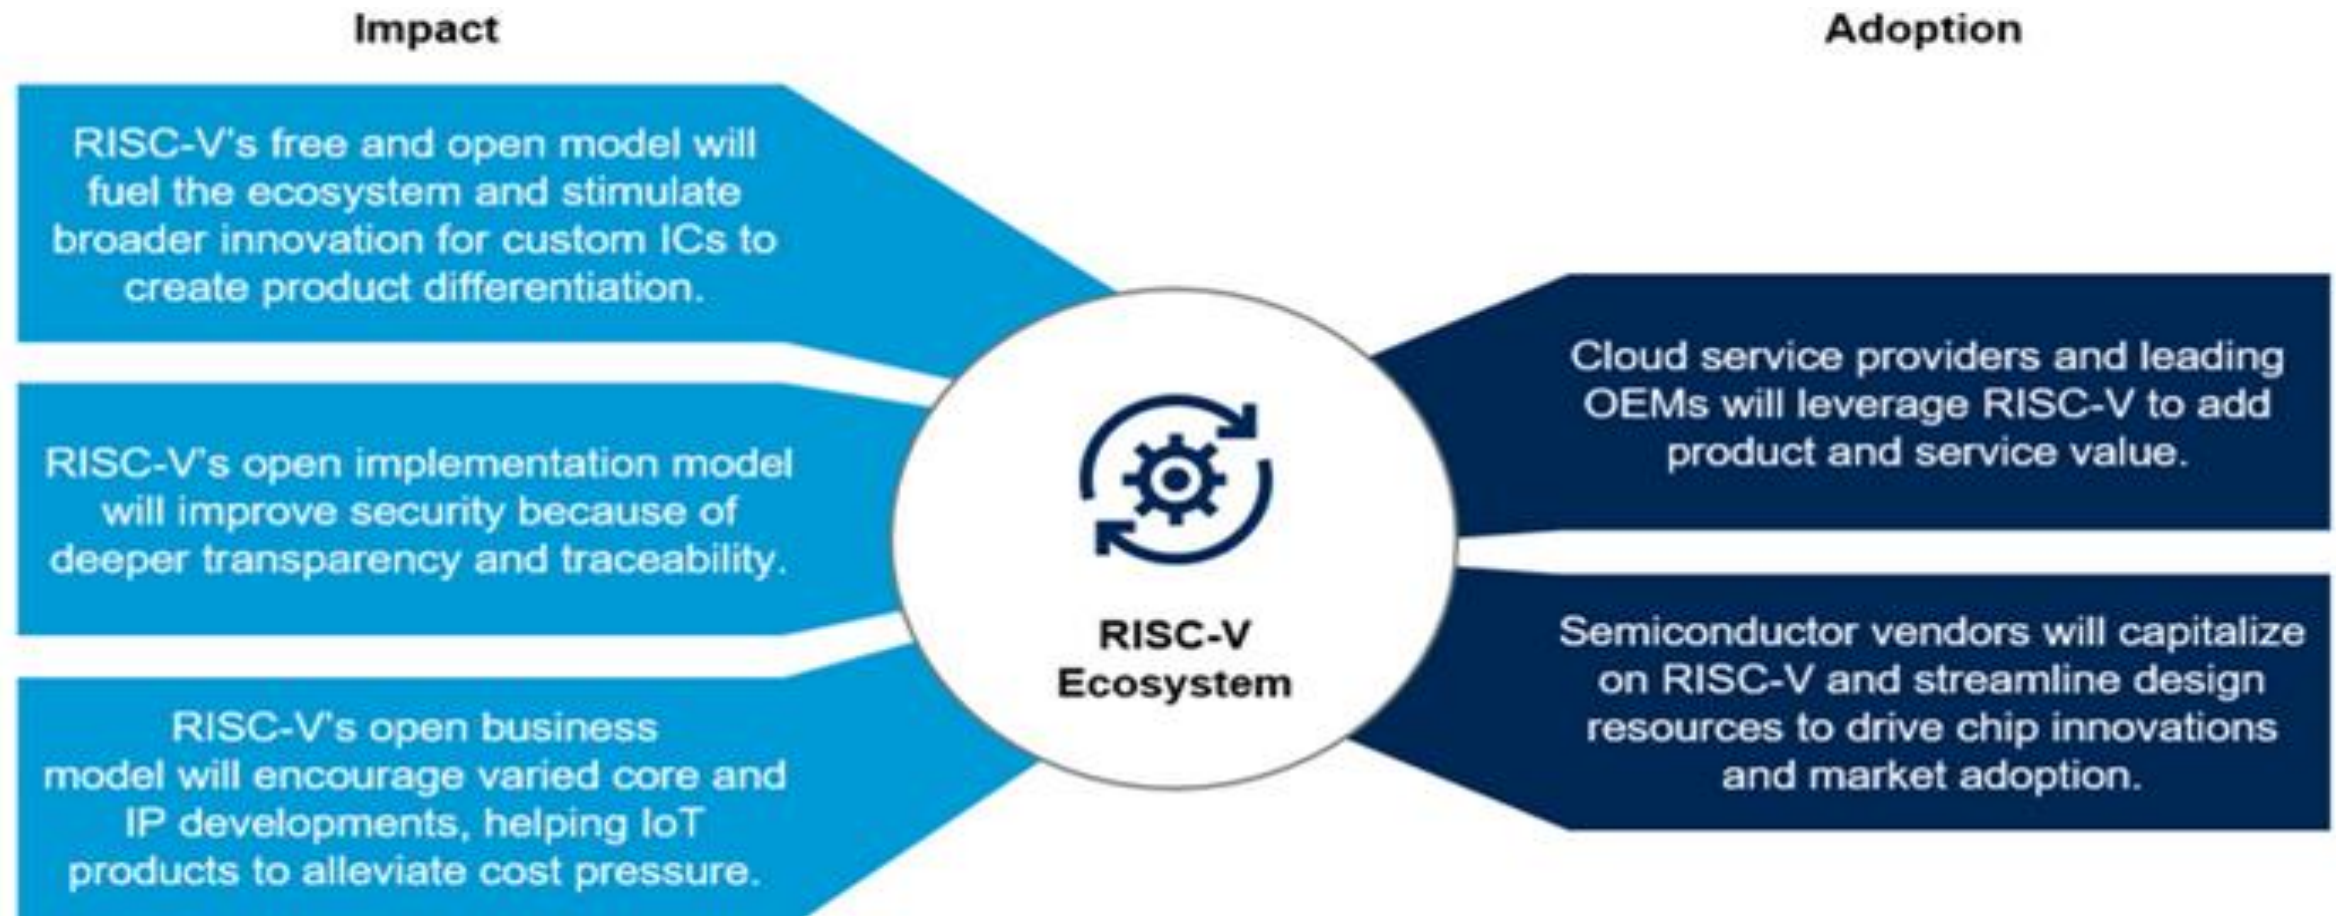 Impact
RISC-V's free and open model will
fuel the ecosystem and stimulate
broader innovation for custom ICs to
create product differentiation.
RISC-V's open implementation model
will improve security because of
deeper transparency and traceability.
RISC-V's open business
model will encourage varied core and
IP developments, helping IoT
products to alleviate cost pressure.
RISC-V
Ecosystem
Adoption
Cloud service providers and leading
OEMs will leverage RISC-V to add
product and service value.
Semiconductor vendors will capitalize
on RISC-V and streamline design
resources to drive chip innovations
and market adoption.